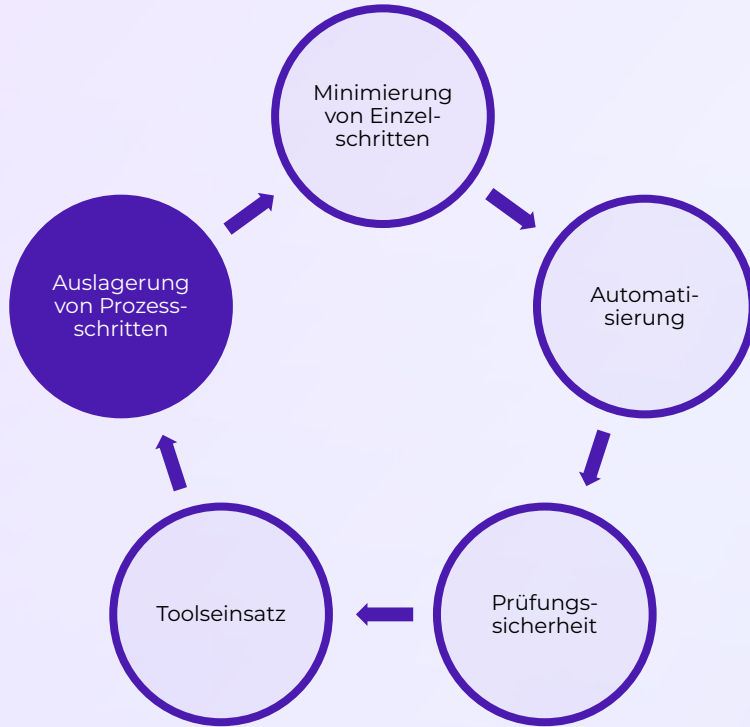 Minimierung
von Einzel-
schritten
Auslagerung
von Prozess-
schritten
Automati-
sierung
Toolseinsatz
Prüfungs-
sicherheit